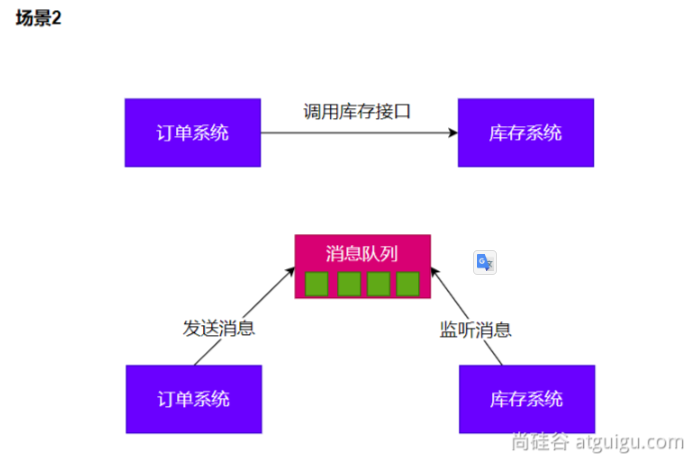 场景2
调用库存接口
订单系统
库存系统
消息队列
发送消息
监听消息
订单系统
库存系统
尚硅谷 atguigu.com